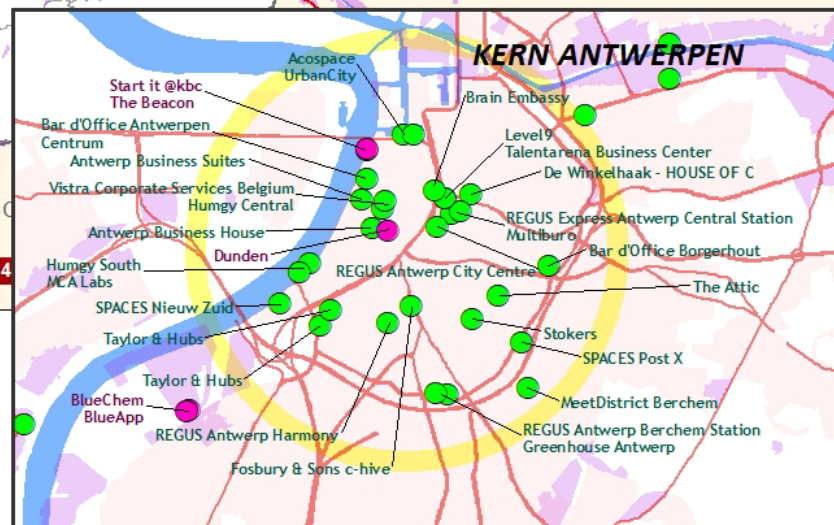 KERN ANTWERPEN
Acospace
UrbanCity
Start it @kbc
The Beacon
Brain Embassy
Bar d'Office Antwerpen
Centrum
Level9
Talentarena Business Center
Antwerp Business Suites
De Winkelhaak - HOUSE OF C
Vistra Corporate Services Belgium
Humgy Central
REGUS Express Antwerp Central Station
Multiburo
Antwerp Business House
Dunden
Bar d'Office Borgerhout
Humgy South
MCA Labs
REGUS Antwerp City Centre
The Attic
SPACES Nieuw Zuid
Taylor & Hubs
Stokers
SPACES Post X
Taylor & Hubs
BlueChem
BlueApp
MeetDistrict Berchem
REGUS Antwerp Harmony
REGUS Antwerp Berchem Station
Greenhouse Antwerp
Fosbury & Sons c-hive
4